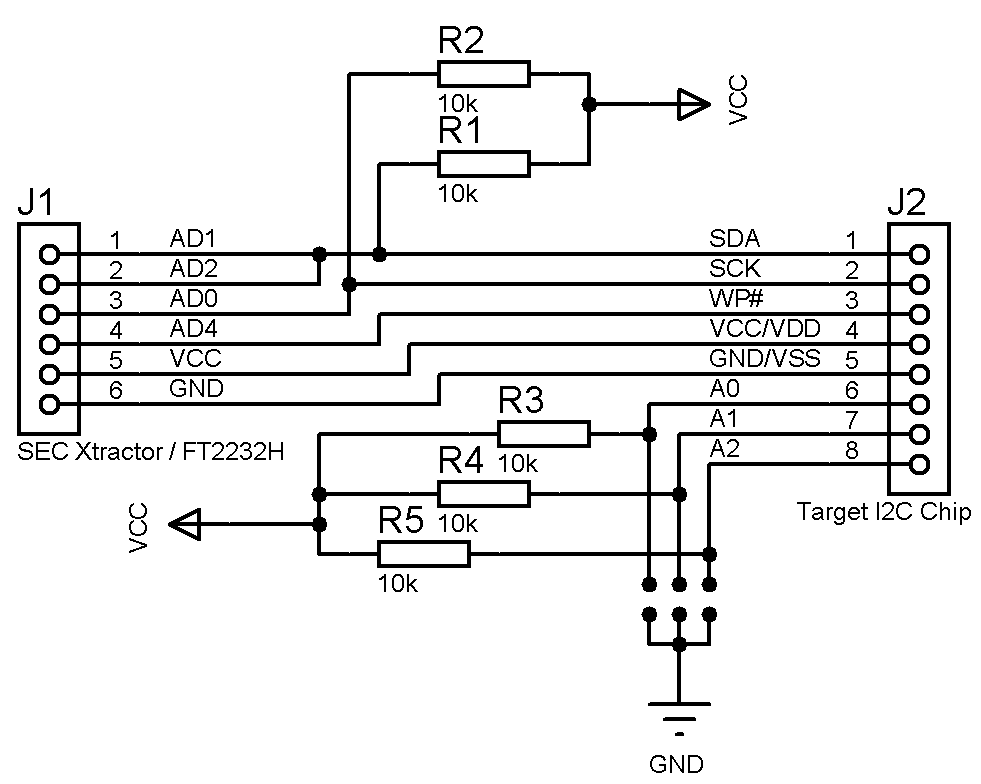 R2
10k
VCC
R1
10k
J1
J2
1 AD1 SDA 1
2 AD2 SCK 2
3 AD0 WP# 3
4 AD4 VCC/VDD 4
5 VCC GND/VSS 5
6 GND A0 6
R3 A1 7
SEC Xtractor / FT2232H 10k A2 8
R4
10k
Target I2C Chip
VCC
R5
10k
GND